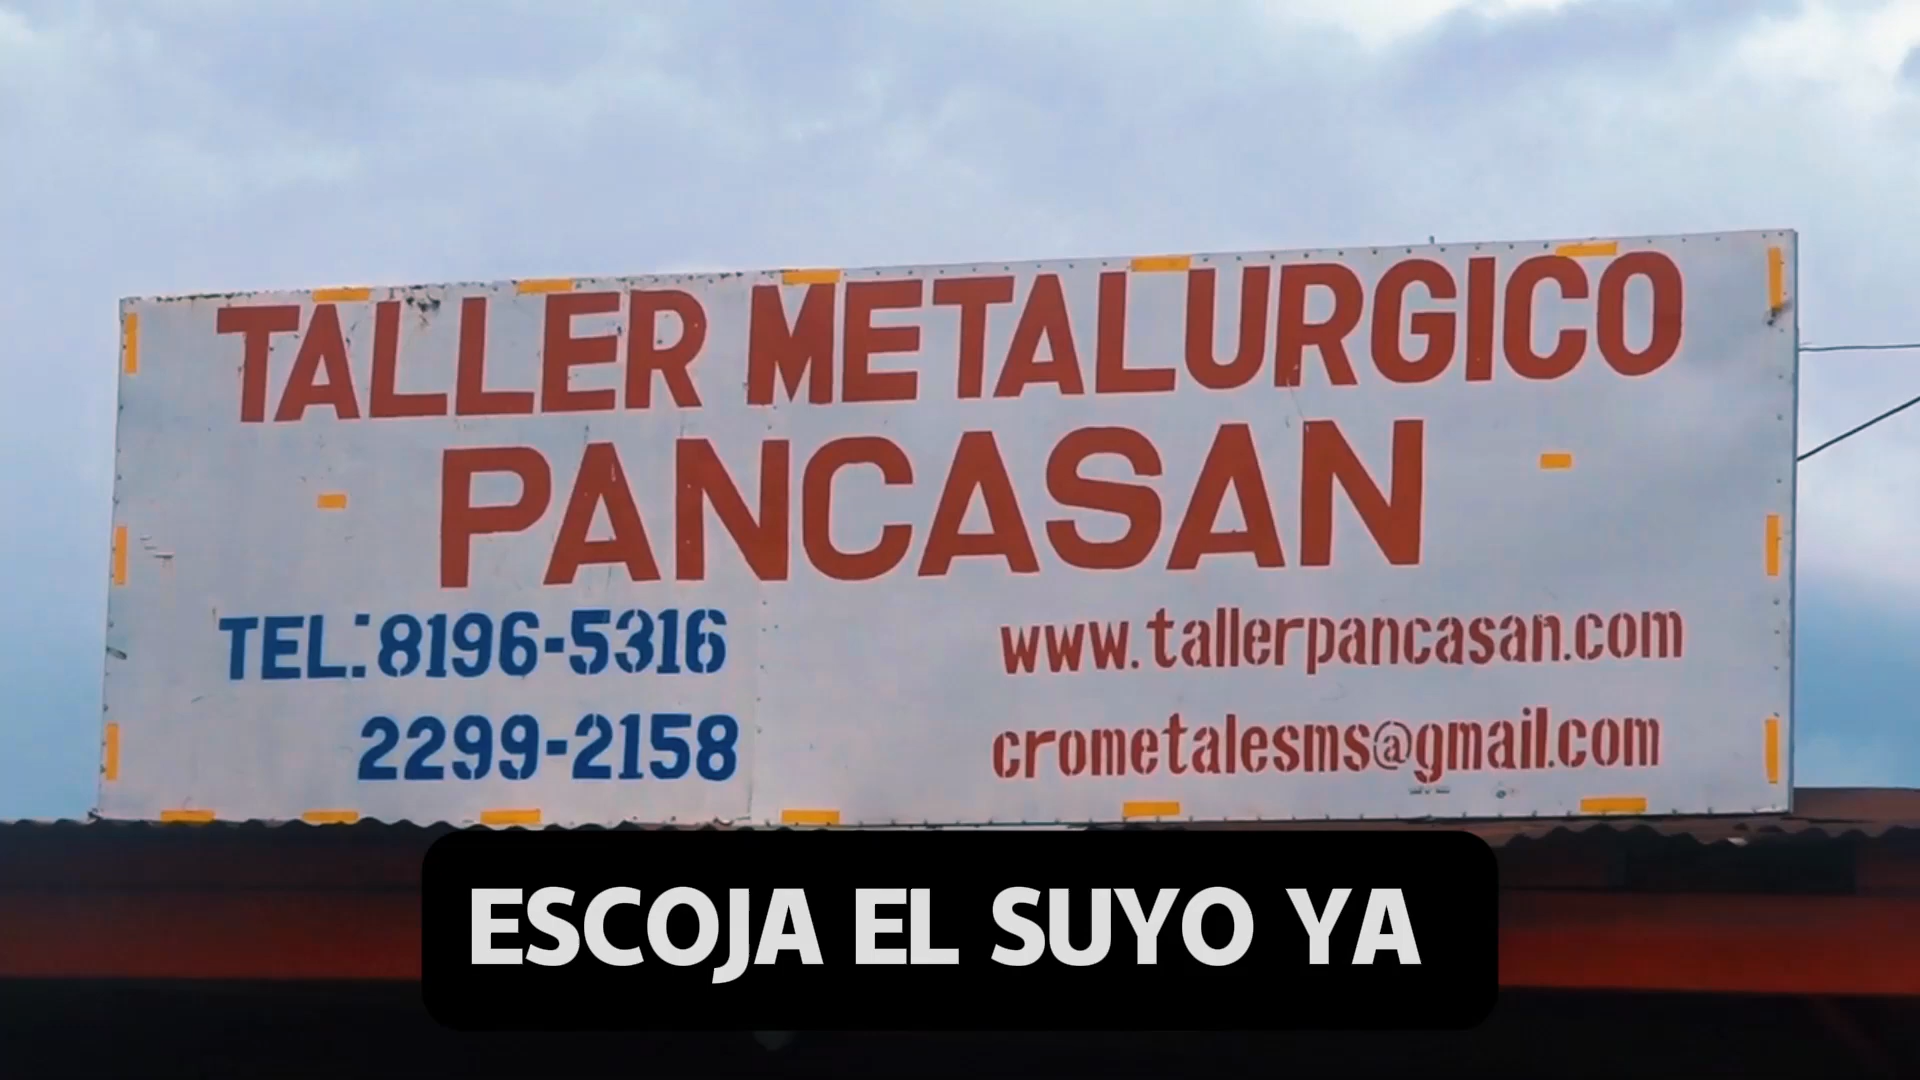 TALLER METALURGICO
PANCASAN
TEL: 8196-5316
2299-2158
www.tallerpancasan.com
crometalesms@gmail.com
ESCOJA EL SUYO YA